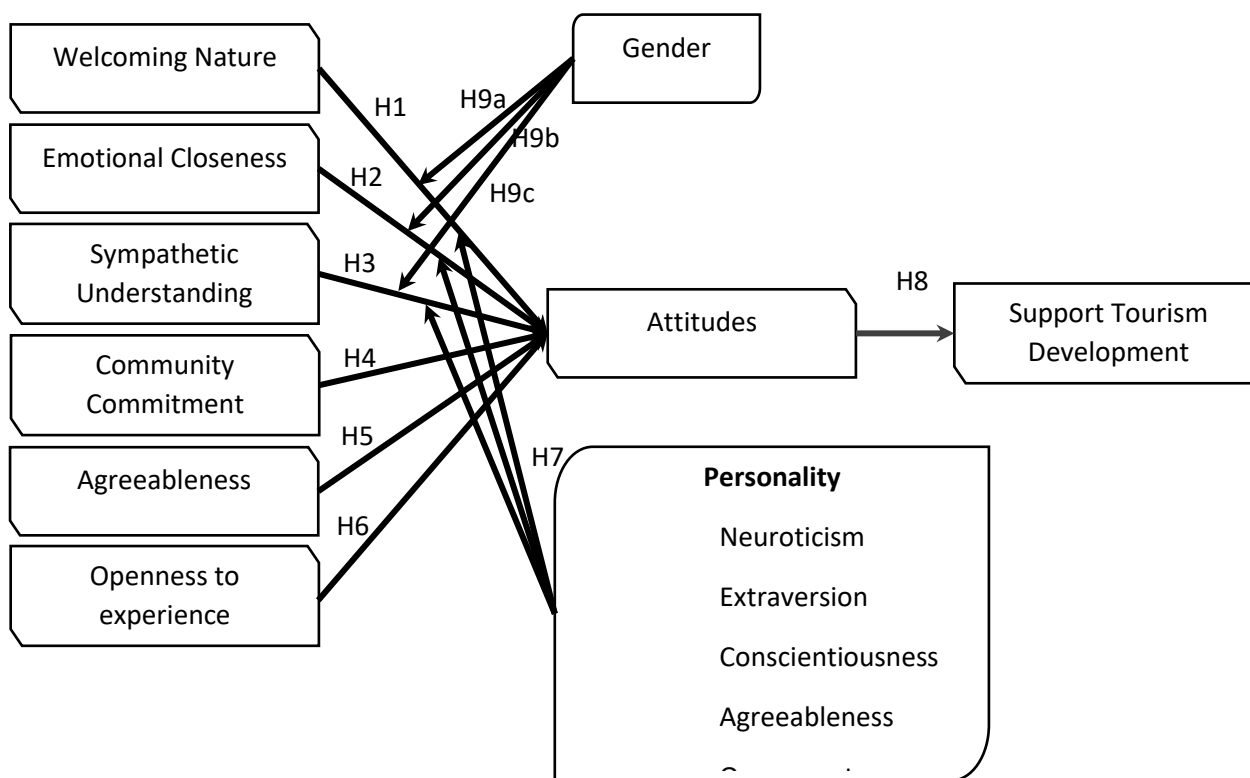 Welcoming Nature
Gender
H1
H9a
Emotional Closeness
H9b
H2
H9c
Sympathetic
Understanding
H3
H8
Attitudes
Support Tourism
Development
Community
Commitment
H4
H5
H7
Agreeableness
Personality
H6
Neuroticism
Openness to
experience
Extraversion
Conscientiousness
Agreeableness